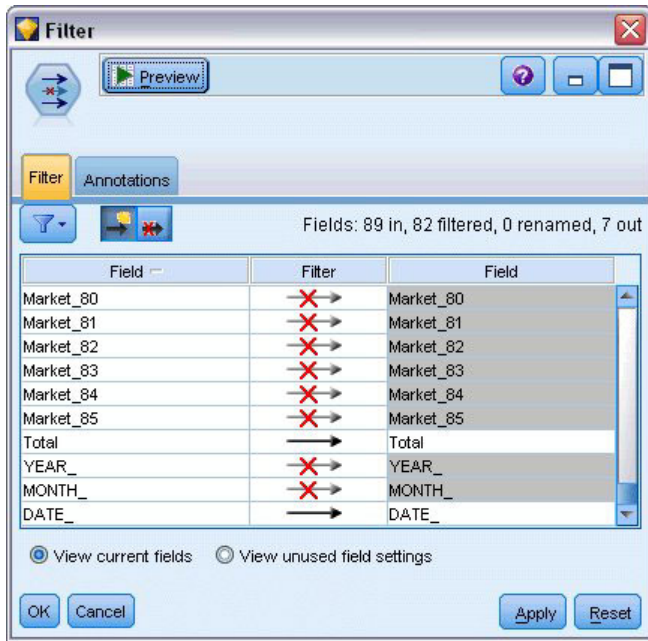 Filter
Preview
Filter
Annotations
Fields: 89 in, 82 filtered, 0 renamed, 7 out
Field Filter Field
Market_80 Market_80
Market_81 Market_81
Market_82 Market_82
Market_83 Market_83
Market_84 Market_84
Market_85 Market_85
Total Total
YEAR_ YEAR_
MONTH_ MONTH_
DATE_ DATE_
View current fields View unused field settings
OK Cancel Apply Reset